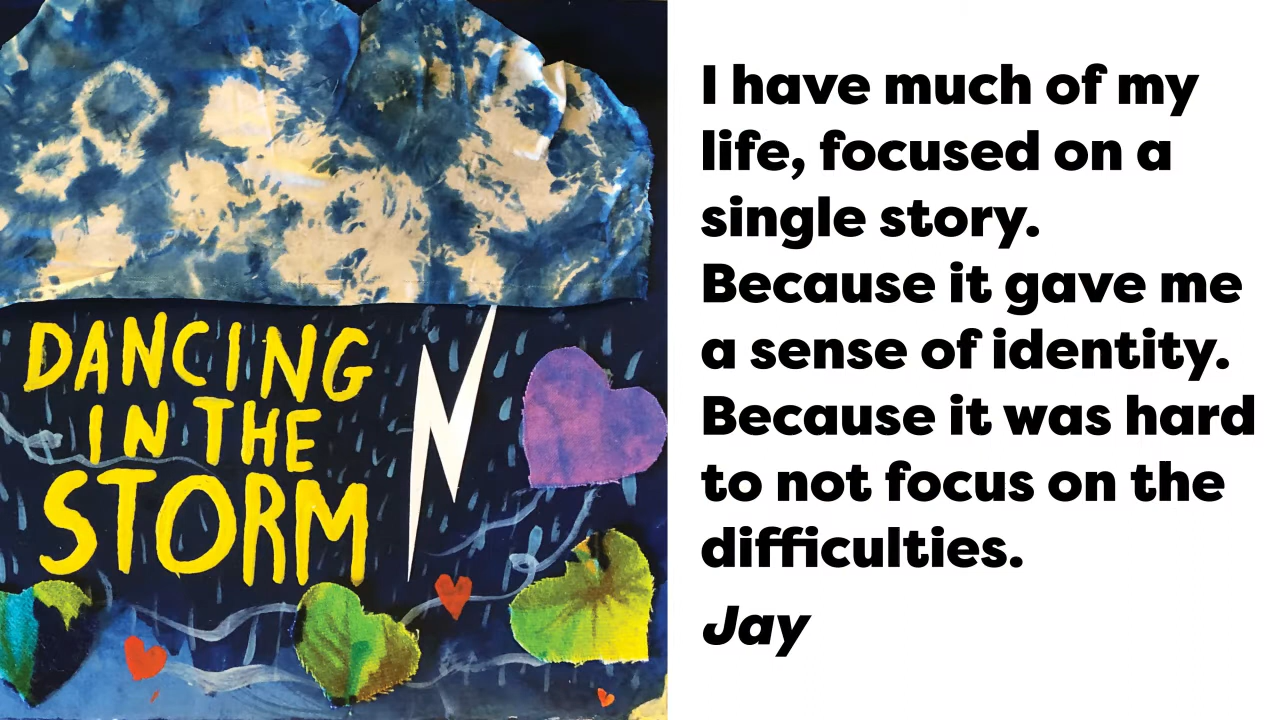 DANCING
IN THE
STORM
I have much of my
life, focused on a
single story.
Because it gave me
a sense of identity.
Because it was hard
to not focus on the
difficulties.
Jay